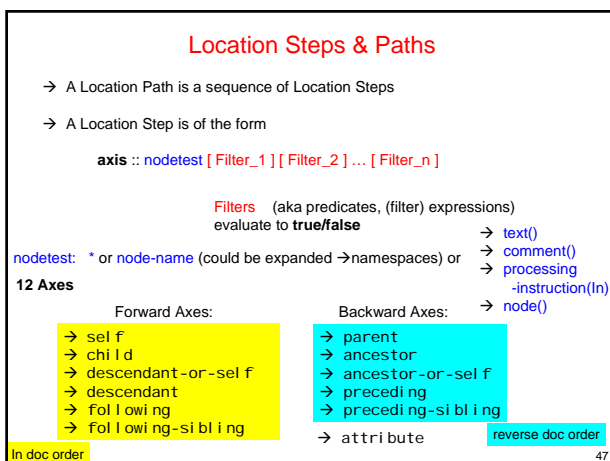 Location Steps & Paths
→ A Location Path is a sequence of Location Steps
→ A Location Step is of the form
axis :: nodetest [ Filter_1 ] [ Filter_2 ] … [ Filter_n ]
Filters (aka predicates, (filter) expressions)
evaluate to true/false
nodetest: * or node-name (could be expanded →namespaces) or
→ text()
→ comment()
→ processing
-instruction(ln)
→ node()
12 Axes
Forward Axes:
→ self
→ child
→ descendant-or-self
→ descendant
→ following
→ following-sibling
In doc order
Backward Axes:
→ parent
→ ancestor
→ ancestor-or-self
→ preceding
→ preceding-sibling
→ attribute
reverse doc order
47